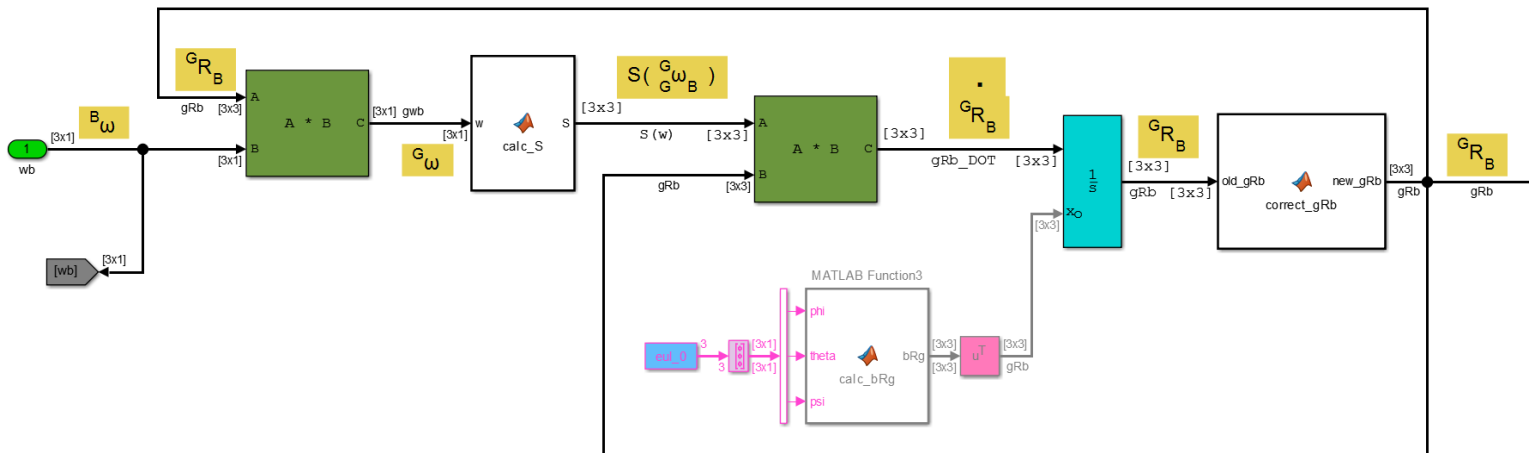 GRB
gRb
[3x3]
A
B
A * B
C
[3x1]
Bω
[3x1]
1
wb
[3x1]
[wb]
[3x1]
gwb
[3x1]
Gω
w
S
calc_S
S( GGωB )
[3x3]
S(w)
[3x3]
A
B
A * B
C
gRb
[3x3]
[3x3]
.
GRB
gRb_DOT
[3x3]
1
s
xo
[3x3]
GRB
[3x3]
gRb
[3x3]
old_gRb
new_gRb
correct_gRb
[3x3]
gRb
GRB
gRb
MATLAB Function3
phi
theta
psi
bRg
calc_bRg
eul_0
3
3
[3x1]
[3x1]
[3x3]
[3x3]
uT
[3x3]
gRb